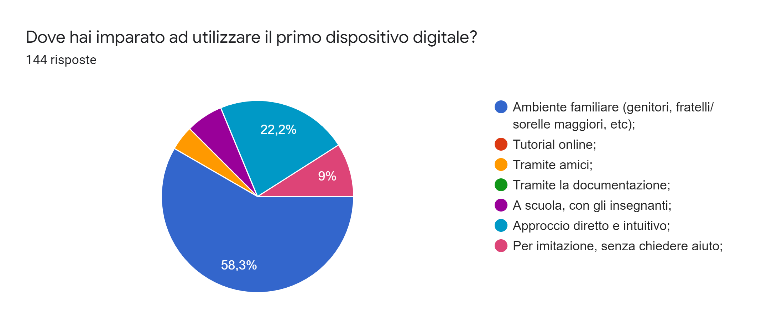 Dove hai imparato ad utilizzare il primo dispositivo digitale?
144 risposte
22,2%
9%
58,3%
Ambiente familiare (genitori, fratelli/
sorelle maggiori, etc);
Tutorial online;
Tramite amici;
Tramite la documentazione;
A scuola, con gli insegnanti;
Approccio diretto e intuitivo;
Per imitazione, senza chiedere aiuto;